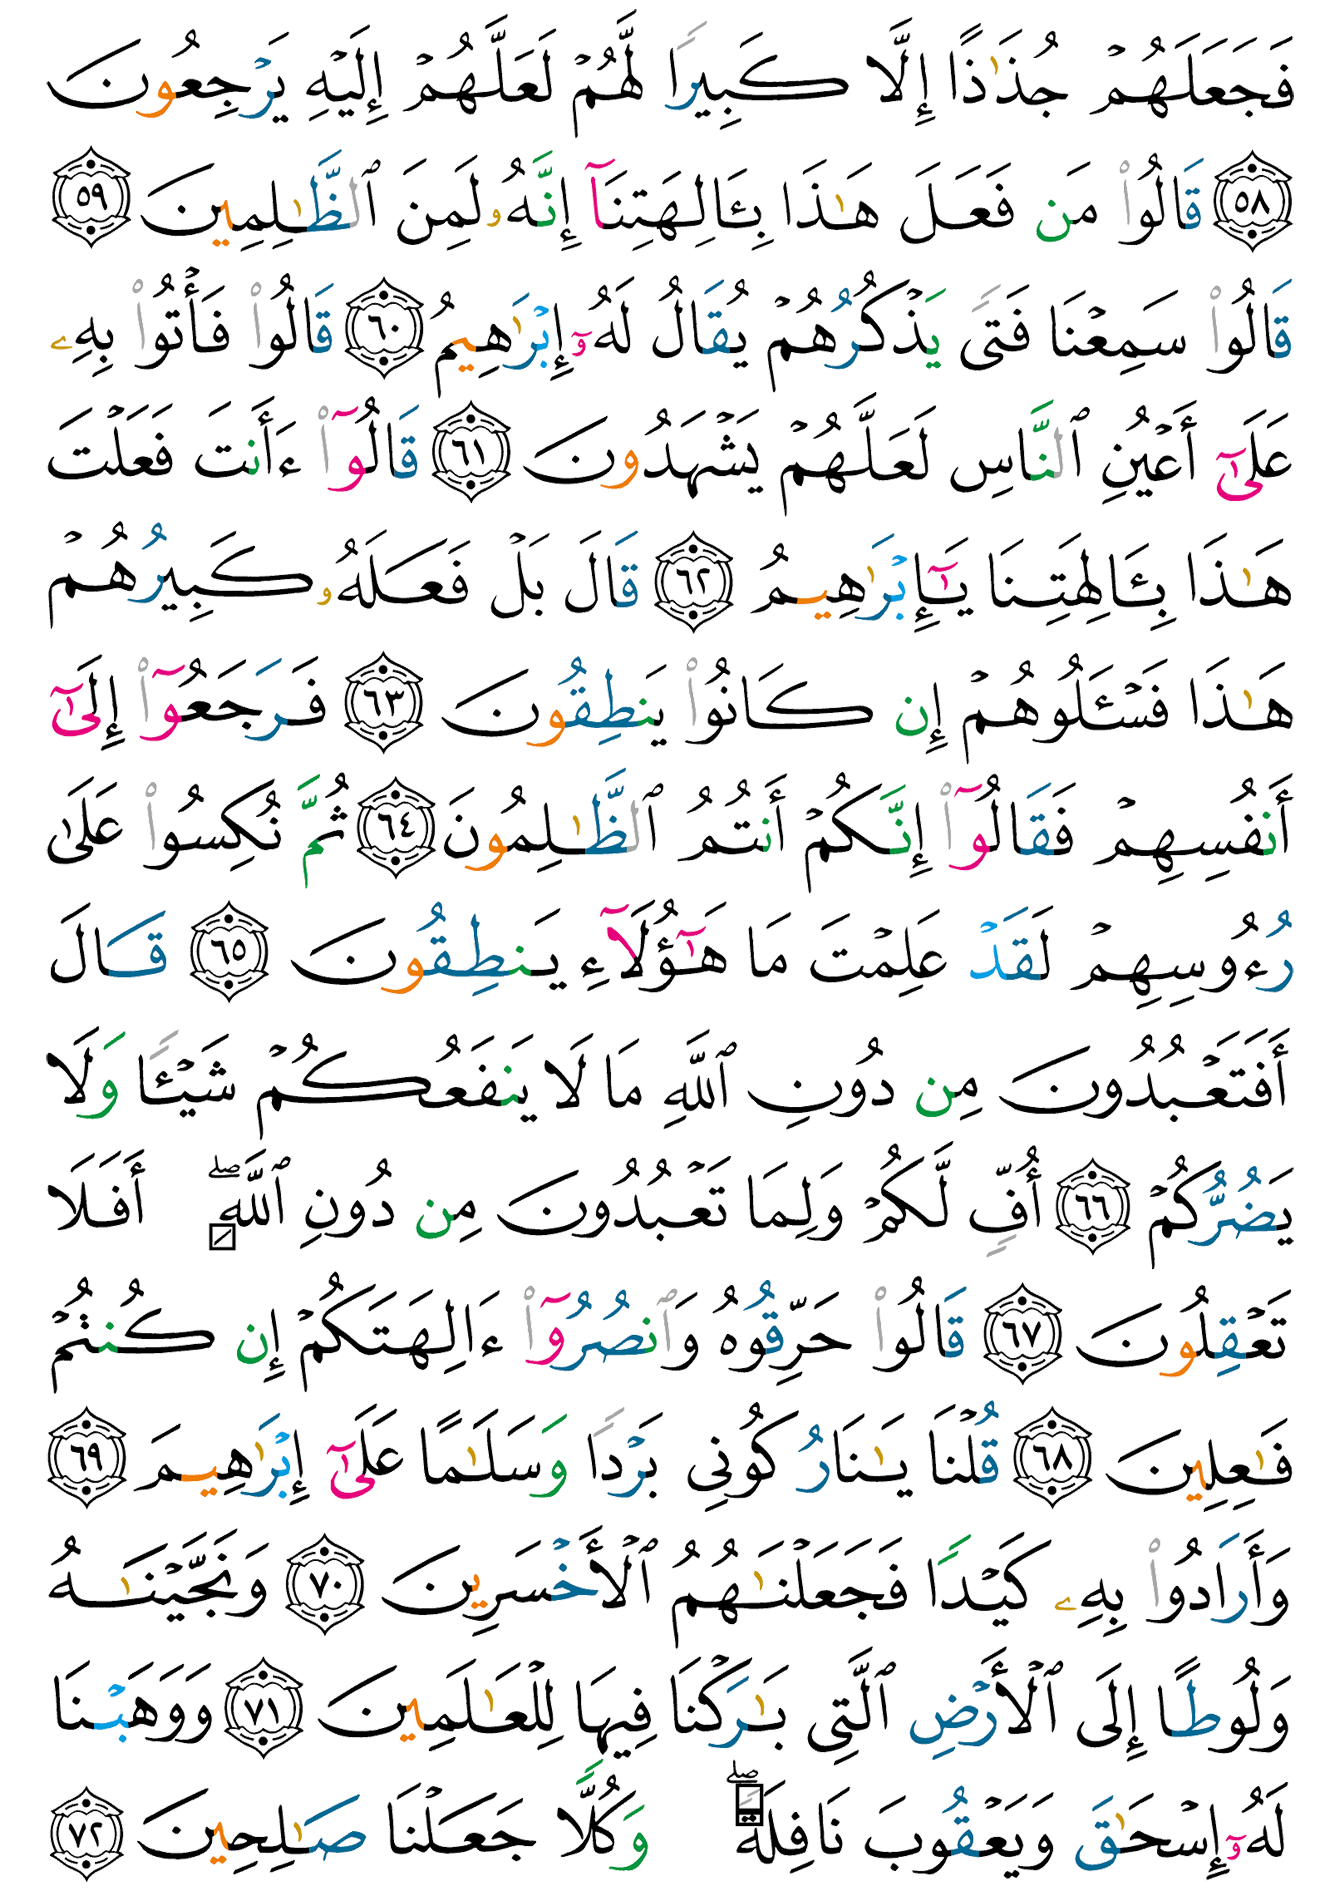 فَجَعَلَهُمْ جُذَٰذًا إِلَّا كَبِيرًا لَّهُمْ لَعَلَّهُمْ إِلَيْهِ يَرْجِعُونَ
٥٨ قَالُوا۟ مَن فَعَلَ هَٰذَا بِـَٔالِهَتِنَآ إِنَّهُۥ لَمِنَ ٱلظَّٰلِمِينَ ٥٩
قَالُوا۟ سَمِعْنَا فَتًى يَذْكُرُهُمْ يُقَالُ لَهُۥٓ إِبْرَٰهِيمُ ٦٠ قَالُوا۟ فَأْتُوا۟ بِهِۦ
عَلَىٰٓ أَعْيُنِ ٱلنَّاسِ لَعَلَّهُمْ يَشْهَدُونَ ٦١ قَالُوٓا۟ ءَأَنتَ فَعَلْتَ
هَٰذَا بِـَٔالِهَتِنَا يَٰٓإِبْرَٰهِيمُ ٦٢ قَالَ بَلْ فَعَلَهُۥ كَبِيرُهُمْ
هَٰذَا فَسْـَٔلُوهُمْ إِن كَانُوا۟ يَنطِقُونَ ٦٣ فَرَجَعُوٓا۟ إِلَىٰٓ
أَنفُسِهِمْ فَقَالُوٓا۟ إِنَّكُمْ أَنتُمُ ٱلظَّٰلِمُونَ ٦٤ ثُمَّ نُكِسُوا۟ عَلَىٰ
رُءُوسِهِمْ لَقَدْ عَلِمْتَ مَا هَٰٓؤُلَآءِ يَنطِقُونَ ٦٥ قَالَ
أَفَتَعْبُدُونَ مِن دُونِ ٱللَّهِ مَا لَا يَنفَعُكُمْ شَيْـًٔا وَلَا
يَضُرُّكُمْ ٦٦ أُفٍّ لَّكُمْ وَلِمَا تَعْبُدُونَ مِن دُونِ ٱللَّهِۖ أَفَلَا
تَعْقِلُونَ ٦٧ قَالُوا۟ حَرِّقُوهُ وَٱنصُرُوٓا۟ ءَالِهَتَكُمْ إِن كُنتُمْ
فَٰعِلِينَ ٦٨ قُلْنَا يَٰنَارُ كُونِى بَرْدًا وَسَلَٰمًا عَلَىٰٓ إِبْرَٰهِيمَ ٦٩
وَأَرَادُوا۟ بِهِۦ كَيْدًا فَجَعَلْنَٰهُمُ ٱلْأَخْسَرِينَ ٧٠ وَنَجَّيْنَٰهُ
وَلُوطًا إِلَى ٱلْأَرْضِ ٱلَّتِى بَٰرَكْنَا فِيهَا لِلْعَٰلَمِينَ ٧١ وَوَهَبْنَا
لَهُۥٓ إِسْحَٰقَ وَيَعْقُوبَ نَافِلَةًۖ وَكُلًّا جَعَلْنَا صَٰلِحِينَ ٧٢